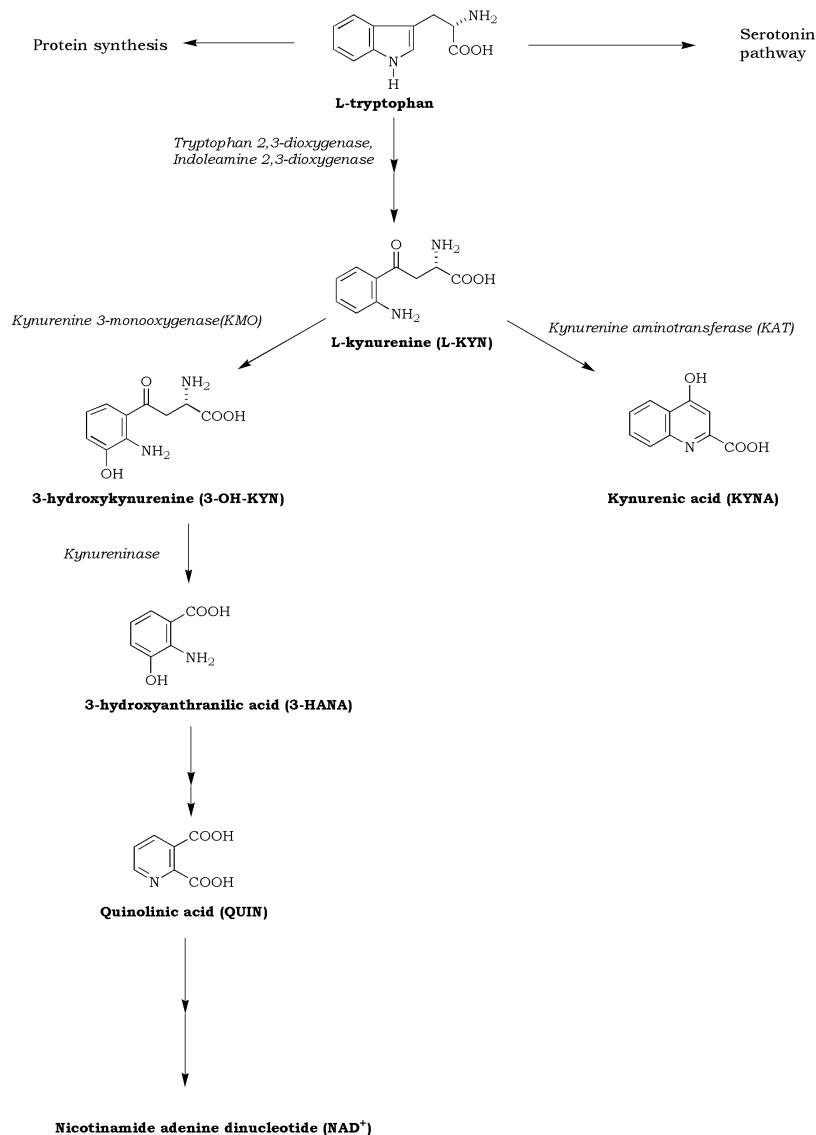 Protein synthesis
NH2
COOH
N
H
L-tryptophan
Serotonin
pathway
Tryptophan 2,3-dioxygenase,
Indoleamine 2,3-dioxygenase
O
NH2
COOH
NH2
L-kynurenine (L-KYN)
Kynurenine 3-monooxygenase(KMO)
Kynurenine aminotransferase (KAT)
O
NH2
COOH
NH2
OH
3-hydroxykynurenine (3-OH-KYN)
OH
N
COOH
Kynurenic acid (KYNA)
Kynureninase
COOH
NH2
OH
3-hydroxyanthranilic acid (3-HANA)
COOH
N
COOH
Quinolinic acid (QUIN)
Nicotinamide adenine dinucleotide (NAD+)